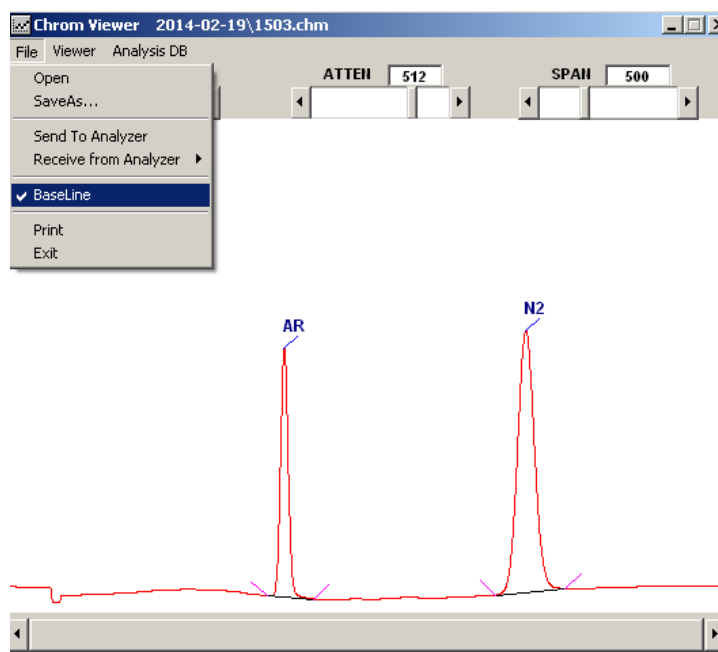 Chrom Viewer 2014-02-19\1503.chm
File Viewer Analysis DB
ATTEN 512 SPAN 500
Open
SaveAs...
Send To Analyzer
Receive from Analyzer
BaseLine
Print
Exit
N2
AR